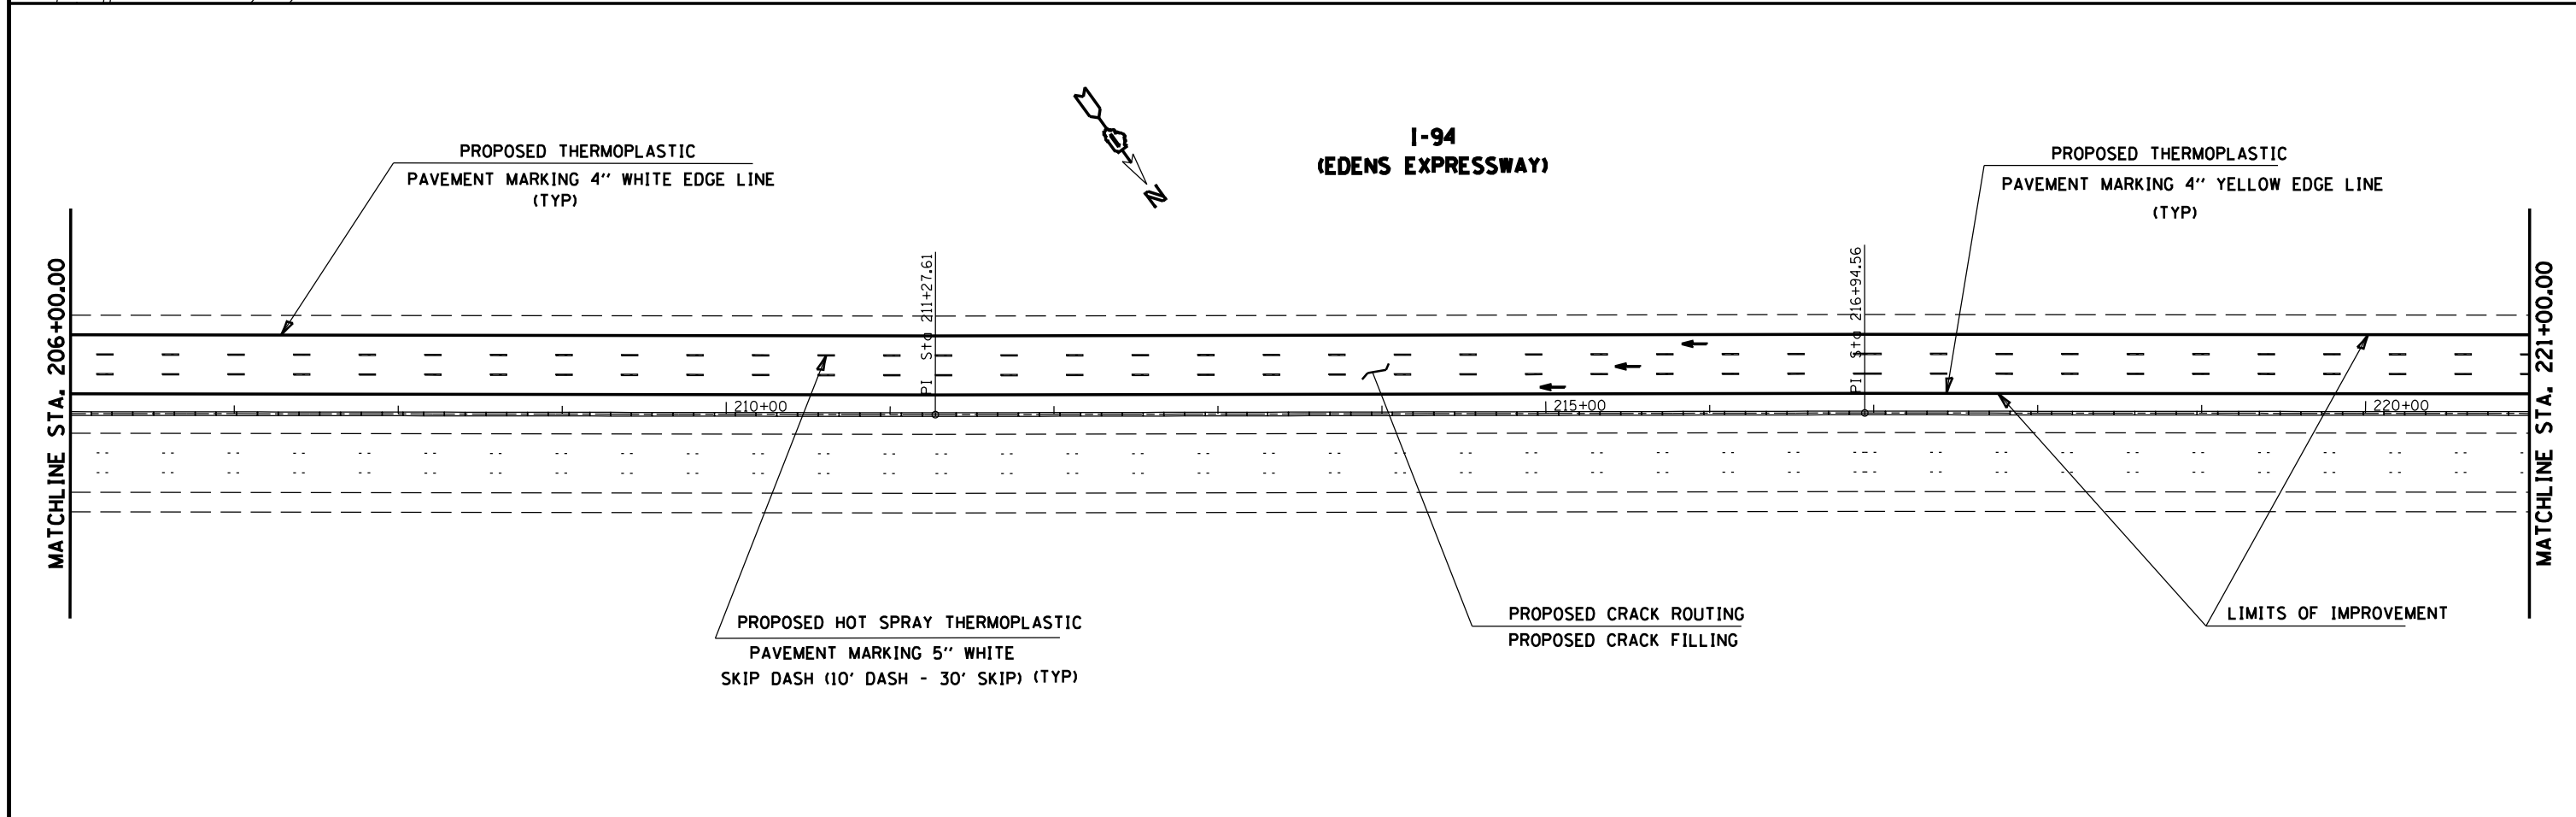 I-94
(EDENS EXPRESSWAY)
N
PROPOSED THERMOPLASTIC
PAVEMENT MARKING 4" WHITE EDGE LINE
(TYP)
PROPOSED THERMOPLASTIC
PAVEMENT MARKING 4" YELLOW EDGE LINE
(TYP)
MATCHLINE STA. 206+00.00
PI Sta 211+27.61
PI Sta 216+94.56
MATCHLINE STA. 221+00.00
210+00
215+00
220+00
PROPOSED HOT SPRAY THERMOPLASTIC
PAVEMENT MARKING 5" WHITE
SKIP DASH (10' DASH - 30' SKIP) (TYP)
PROPOSED CRACK ROUTING
PROPOSED CRACK FILLING
LIMITS OF IMPROVEMENT